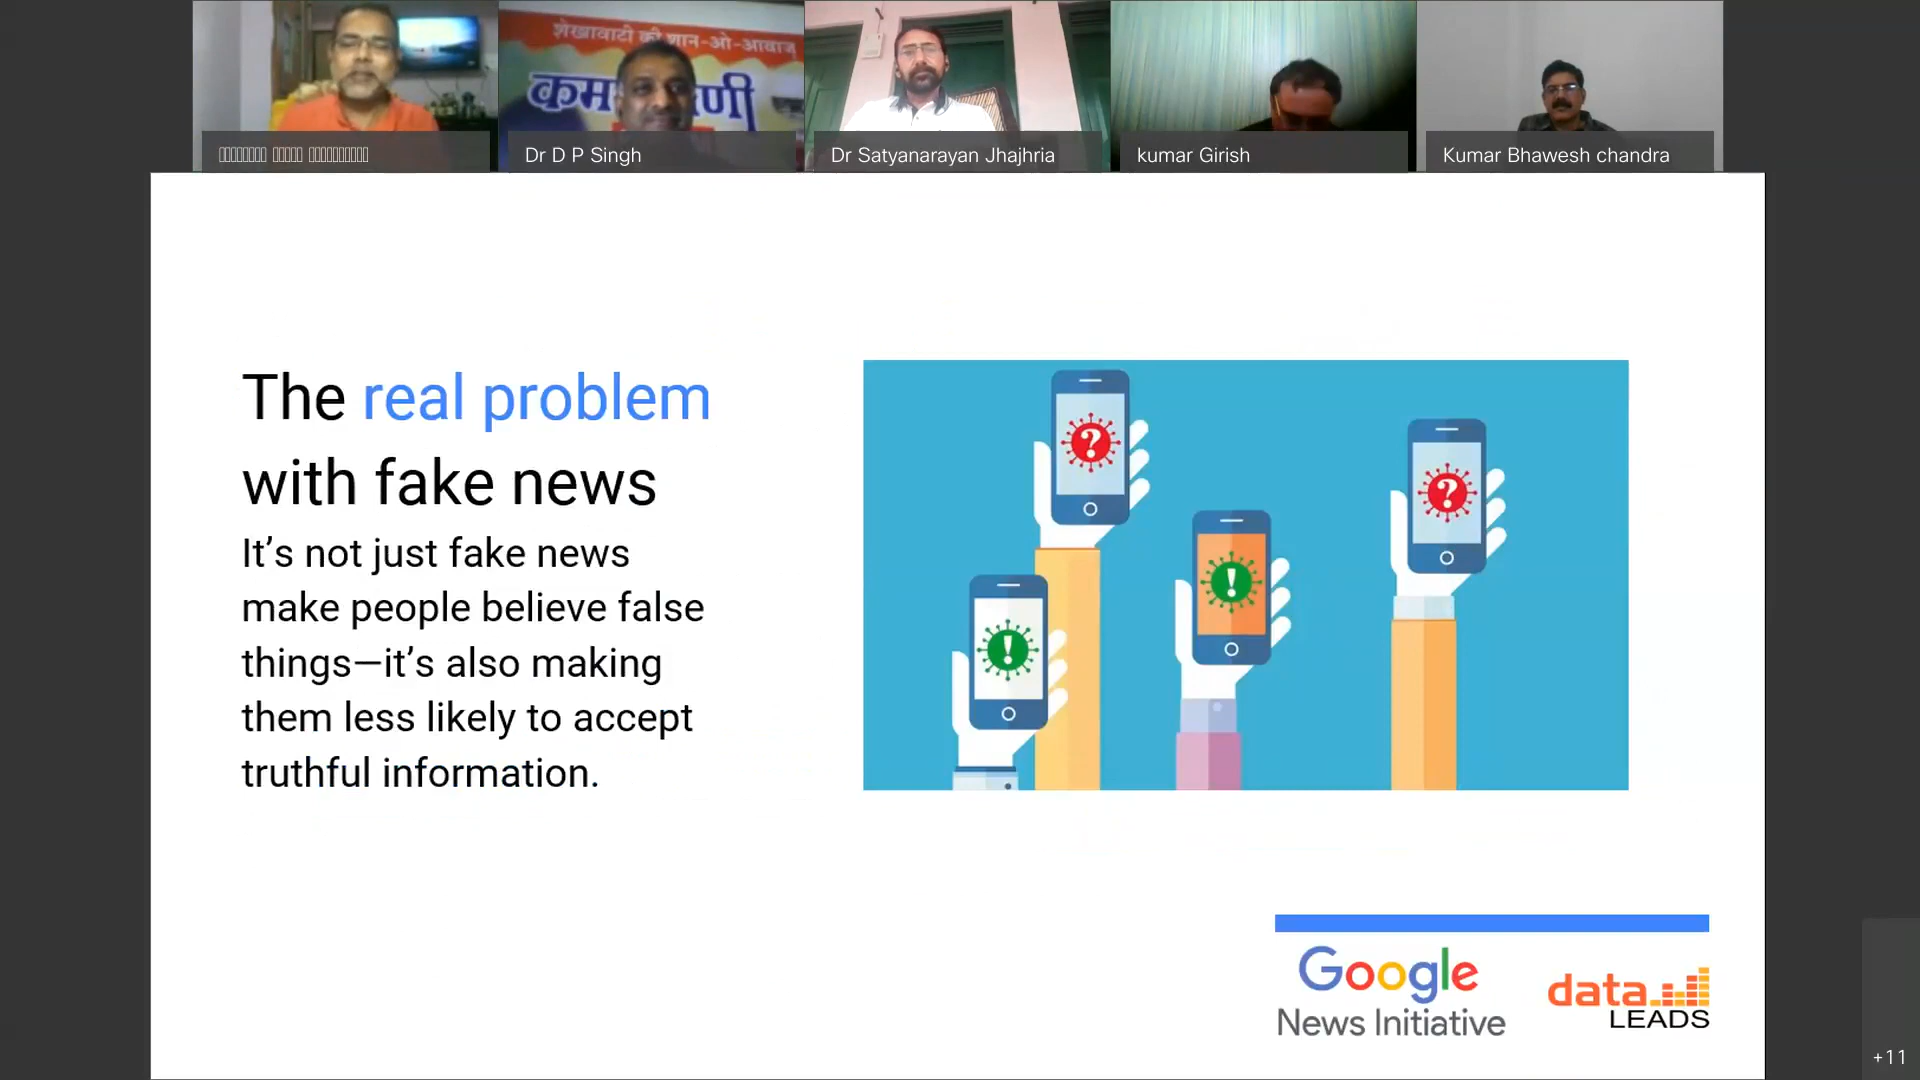 शेखावाटी की शान-ओ-आवाज
Dr D P Singh
Dr Satyanarayan Jhajhria
kumar Girish
Kumar Bhawesh chandra
The real problem
with fake news
It’s not just fake news
make people believe false
things—it’s also making
them less likely to accept
truthful information.
Google
News Initiative
data
LEADS
+11